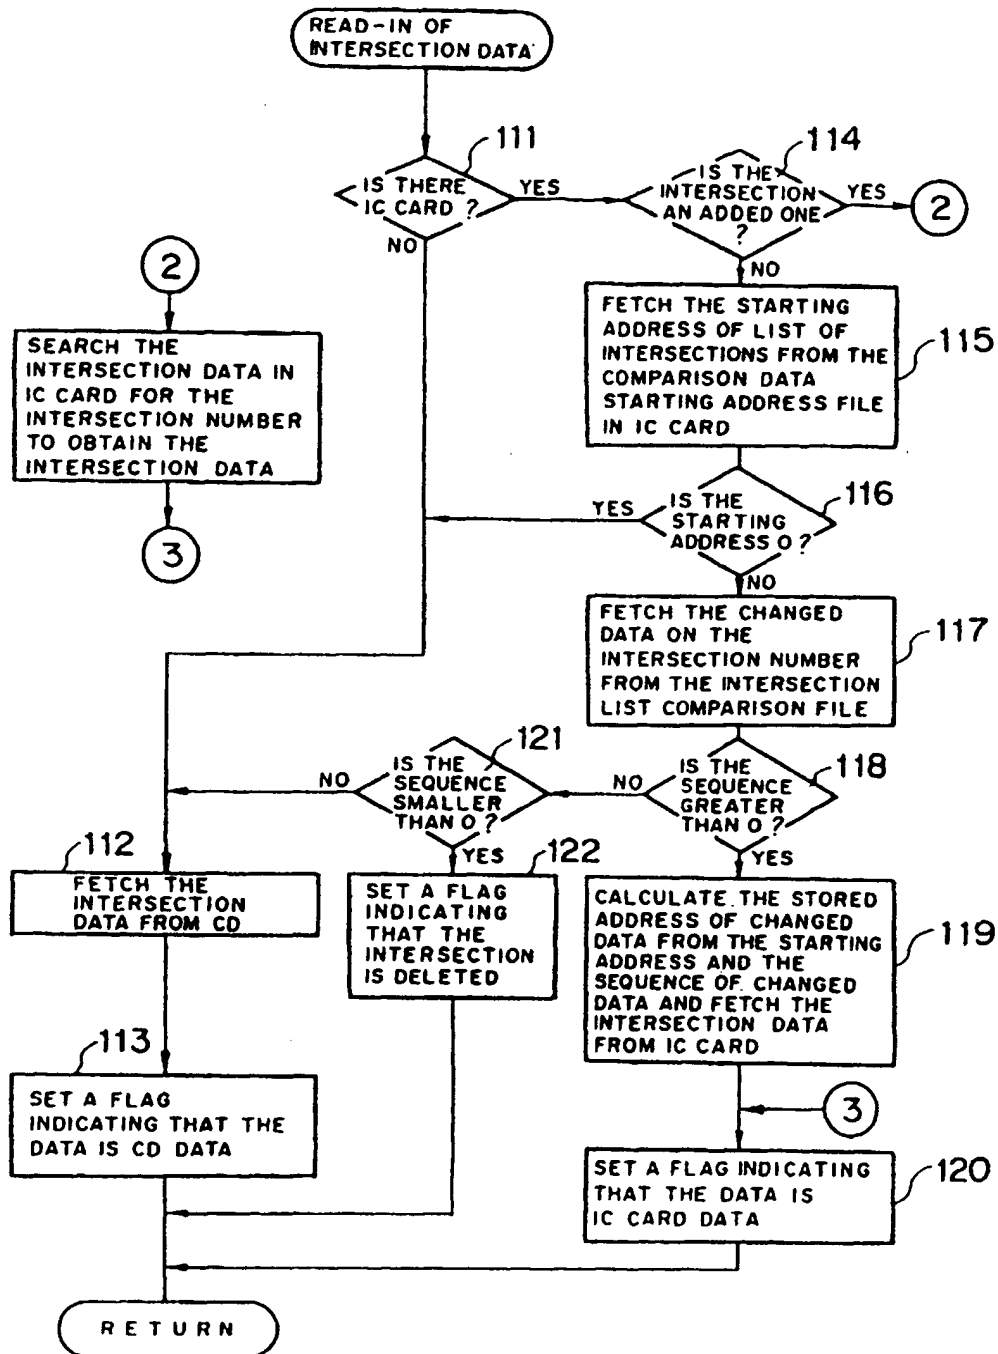 READ-IN OF
INTERSECTION DATA
111
IS THERE
IC CARD ?
YES
NO
114
IS THE
INTERSECTION
AN ADDED ONE
?
YES
2
NO
2
SEARCH THE
INTERSECTION DATA IN
IC CARD FOR THE
INTERSECTION NUMBER
TO OBTAIN THE
INTERSECTION DATA
3
FETCH THE STARTING
ADDRESS OF LIST OF
INTERSECTIONS FROM THE
COMPARISON DATA
STARTING ADDRESS FILE
IN IC CARD
115
YES
IS THE
STARTING
ADDRESS 0 ?
116
NO
FETCH THE CHANGED
DATA ON THE
INTERSECTION NUMBER
FROM THE INTERSECTION
LIST COMPARISON FILE
117
IS THE
SEQUENCE
GREATER
THAN 0 ?
118
NO
YES
121
IS THE
SEQUENCE
SMALLER
THAN 0 ?
NO
YES
112
FETCH THE
INTERSECTION
DATA FROM CD
122
SET A FLAG
INDICATING
THAT THE
INTERSECTION
IS DELETED
CALCULATE THE STORED
ADDRESS OF CHANGED
DATA FROM THE STARTING
ADDRESS AND THE
SEQUENCE OF CHANGED
DATA AND FETCH THE
INTERSECTION DATA
FROM IC CARD
119
113
SET A FLAG
INDICATING THAT THE
DATA IS CD DATA
3
SET A FLAG INDICATING
THAT THE DATA IS
IC CARD DATA
120
RETURN